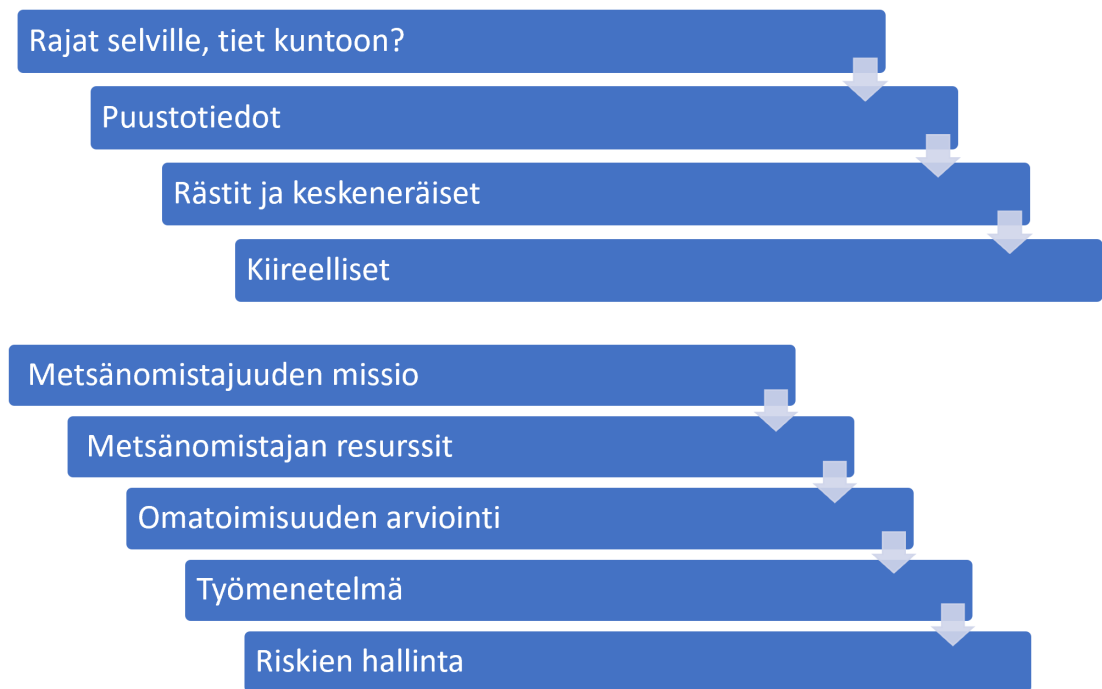 Rajat selville, tiet kuntoon?
Puustotiedot
Rästit ja keskeneräiset
Kiireelliset
Metsänomistajuuden missio
Metsänomistajan resurssit
Omatoimisuuden arviointi
Työmenetelmä
Riskien hallinta